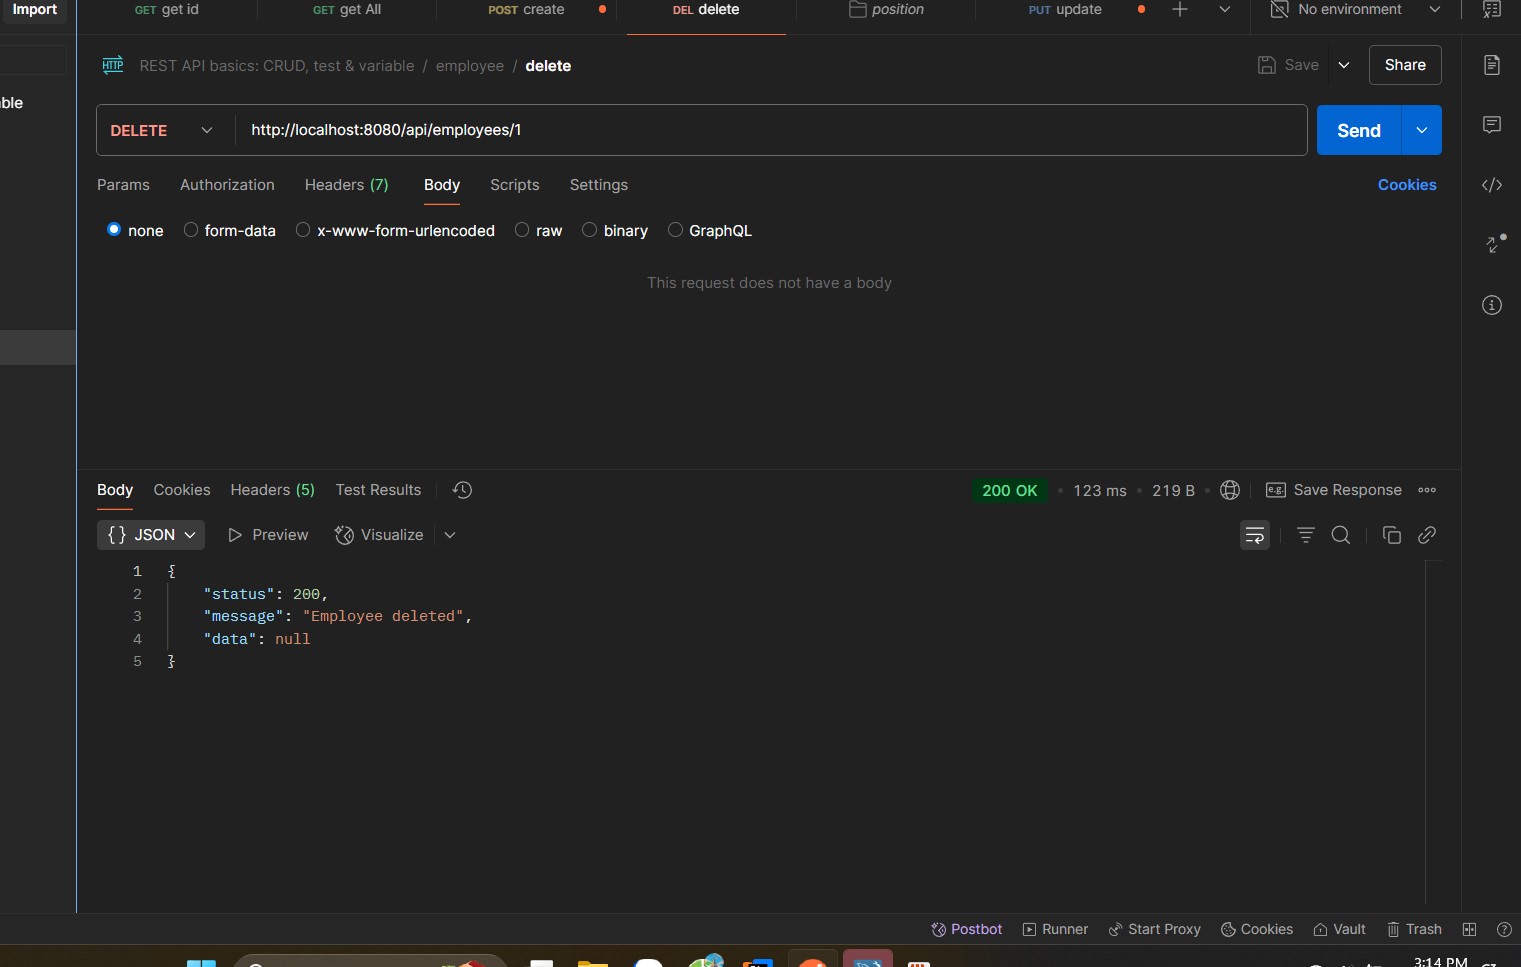 Import
GET get id
GET get All
POST create
DEL delete
position
PUT update
No environment
HTTP REST API basics: CRUD, test & variable / employee / delete
Save
Share
DELETE http://localhost:8080/api/employees/1
Send
Params Authorization Headers (7) Body Scripts Settings
Cookies
none form-data x-www-form-urlencoded raw binary GraphQL
This request does not have a body
Body Cookies Headers (5) Test Results
200 OK • 123 ms • 219 B •
e.g. Save Response
{} JSON Preview Visualize
1 {
2 "status": 200,
3 "message": "Employee deleted",
4 "data": null
5 }
Postbot Runner Start Proxy Cookies Vault Trash
3:14 PM